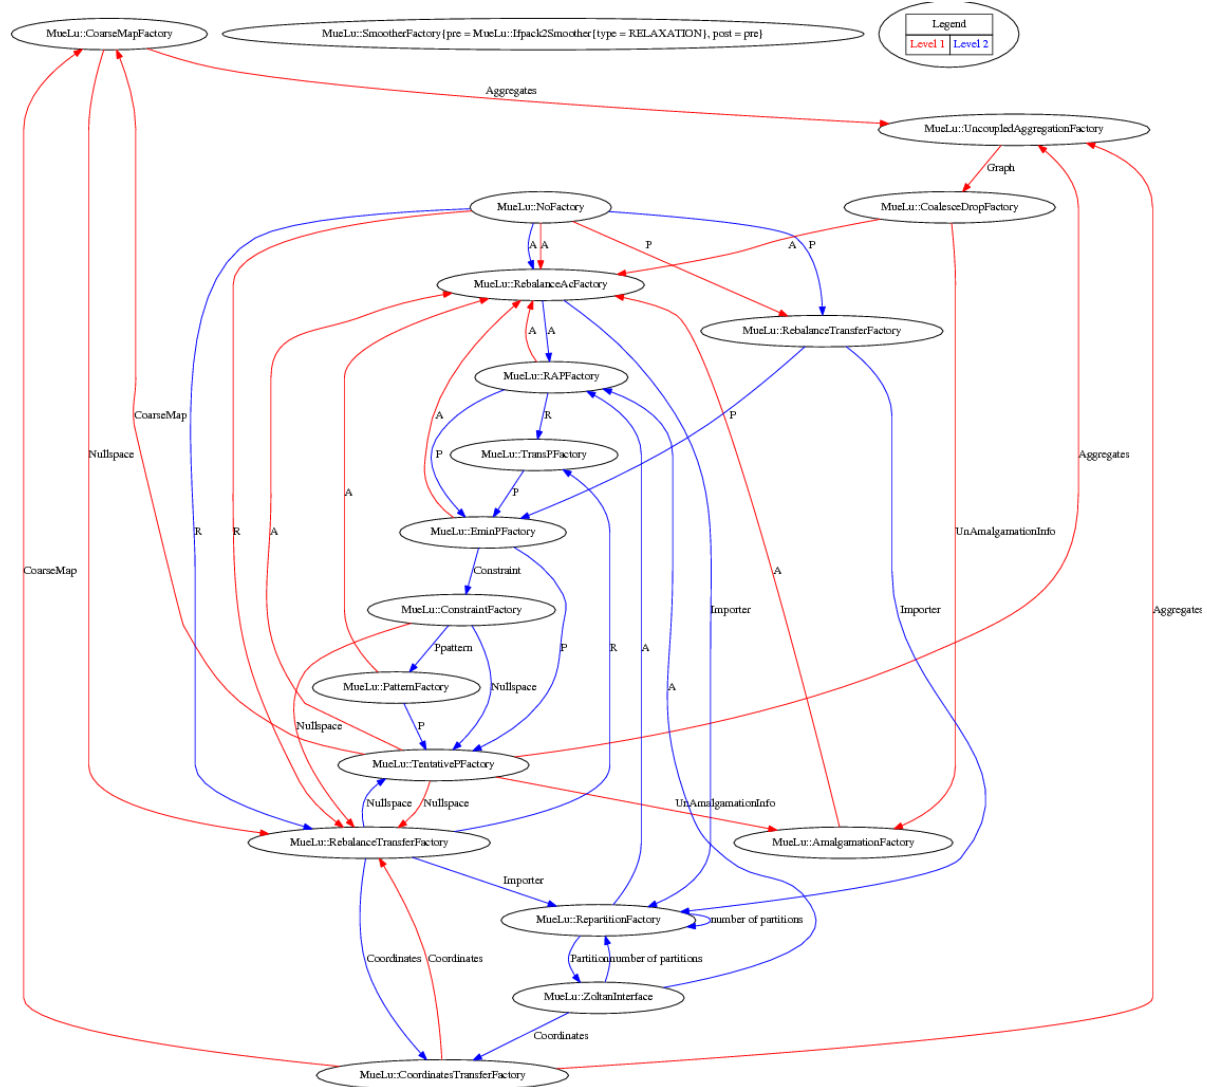 MueLu::CoarseMapFactory
MueLu::SmootherFactory{pre = MueLu::Ifpack2Smoother{type = RELAXATION}, post = pre}
Legend
Level 1 Level 2
Aggregates
MueLu::UncoupledAggregationFactory
Graph
MueLu::NoFactory
MueLu::CoalesceDropFactory
A A P A P
MueLu::RebalanceAcFactory
MueLu::RebalanceTransferFactory
A A
MueLu::RAPFactory
CoarseMap A R P
Nullspace P MueLu::TransPFactory Aggregates
A P
R R A MueLu::EminPFactory UnAmalgamationInfo
CoarseMap Constraint A
MueLu::ConstraintFactory Importer Importer Aggregates
Ppattern P R A
MueLu::PatternFactory Nullspace A
Nullspace P
MueLu::TentativePFactory
Nullspace Nullspace UnAmalgamationInfo
MueLu::RebalanceTransferFactory MueLu::AmalgamationFactory
Importer
MueLu::RepartitionFactory number of partitions
Coordinates Coordinates Partition number of partitions
MueLu::ZoltanInterface
Coordinates
MueLu::CoordinatesTransferFactory